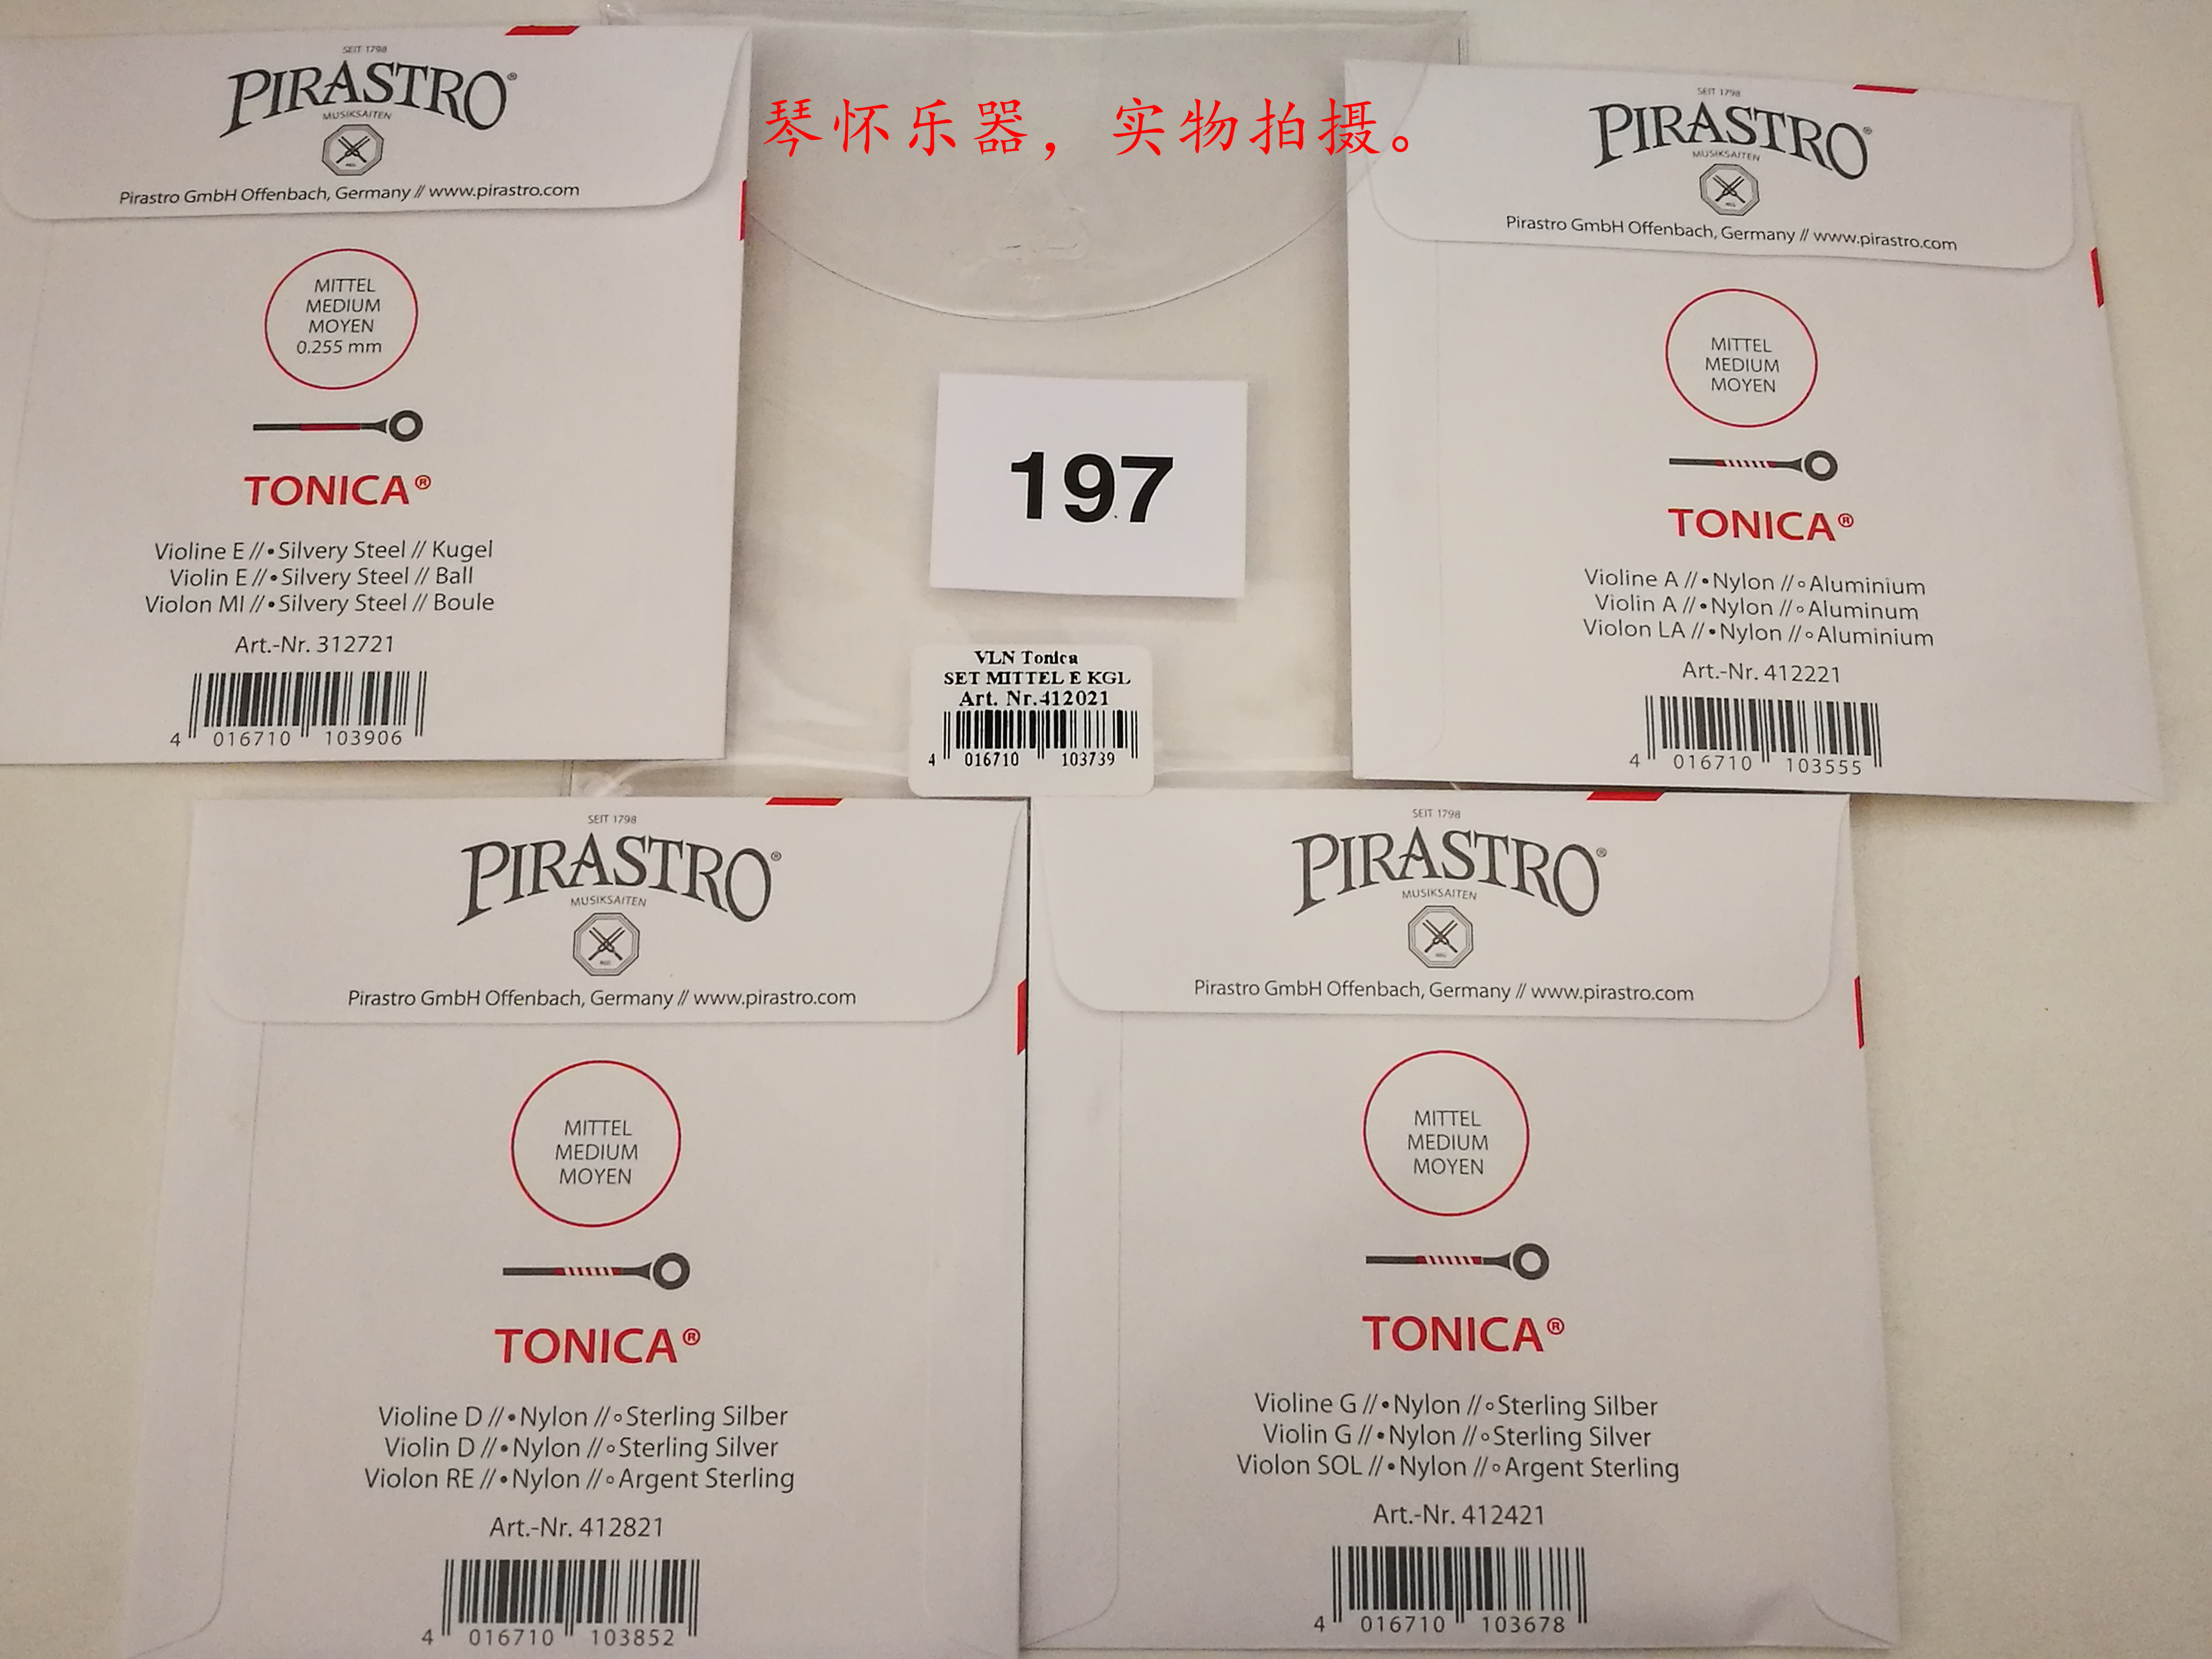 SEIT 1798
PIRASTRO®
MUSIKSAITEN
Pirastro GmbH Offenbach, Germany // www.pirastro.com
MITTEL
MEDIUM
MOYEN
0.255 mm
TONICA®
Violine E //•Silvery Steel // Kugel
Violin E //•Silvery Steel // Ball
Violon MI //•Silvery Steel // Boule
Art.-Nr. 312721
4 016710 103906
琴怀乐器，实物拍摄。
197
VLN Tonica
SET MITTEL E KGL
Art. Nr.412021
4 016710 103739
SEIT 1798
PIRASTRO®
MUSIKSAITEN
Pirastro GmbH Offenbach, Germany // www.pirastro.com
MITTEL
MEDIUM
MOYEN
TONICA®
Violine A //•Nylon //◦Aluminium
Violin A //•Nylon //◦Aluminum
Violon LA //•Nylon //◦Aluminium
Art.-Nr. 412221
4 016710 103555
SEIT 1798
PIRASTRO®
MUSIKSAITEN
Pirastro GmbH Offenbach, Germany // www.pirastro.com
MITTEL
MEDIUM
MOYEN
TONICA®
Violine D //•Nylon //◦Sterling Silber
Violin D //•Nylon //◦Sterling Silver
Violon RE //•Nylon //◦Argent Sterling
Art.-Nr. 412821
4 016710 103852
SEIT 1798
PIRASTRO®
MUSIKSAITEN
Pirastro GmbH Offenbach, Germany // www.pirastro.com
MITTEL
MEDIUM
MOYEN
TONICA®
Violine G //•Nylon //◦Sterling Silber
Violin G //•Nylon //◦Sterling Silver
Violon SOL //•Nylon //◦Argent Sterling
Art.-Nr. 412421
4 016710 103678